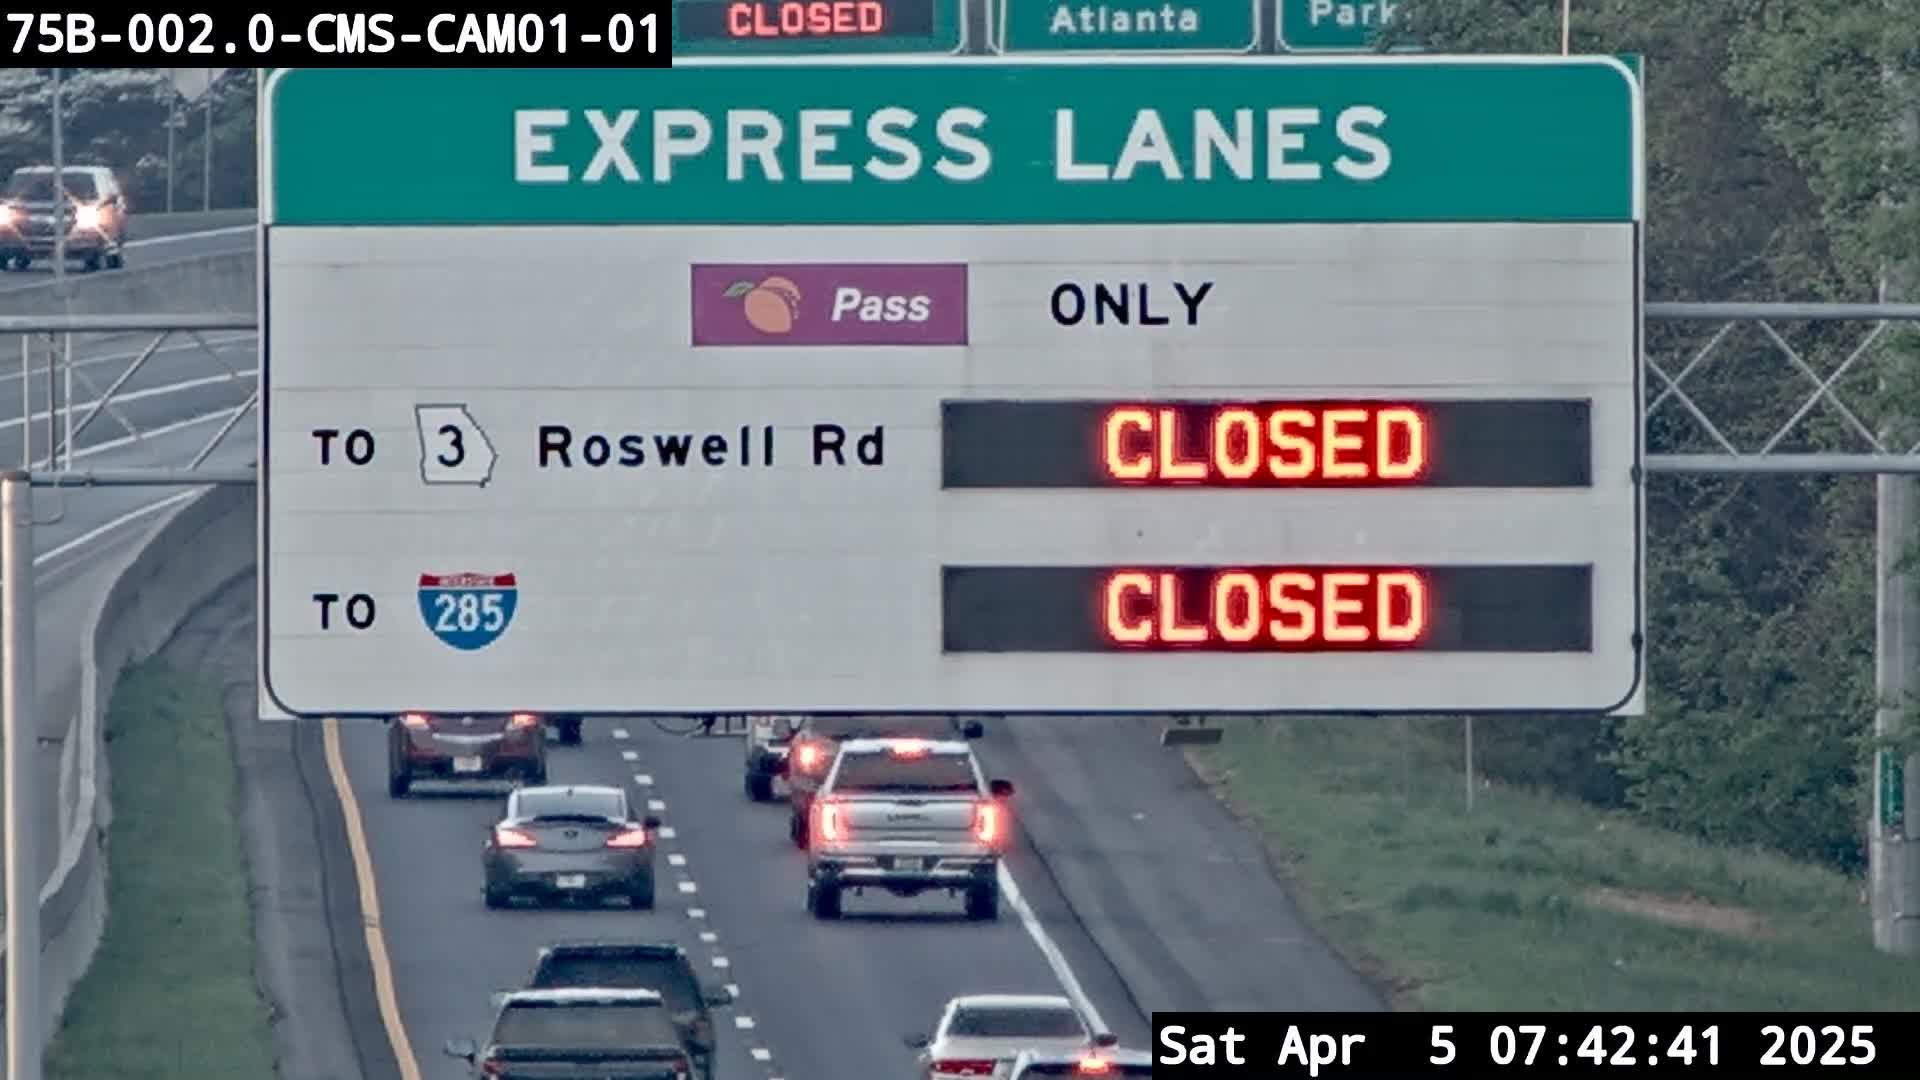 75B-002.0-CMS-CAM01-01
CLOSED
Atlanta
Park
EXPRESS LANES
Pass ONLY
TO 3 Roswell Rd CLOSED
TO INTERSTATE 285 CLOSED
Sat Apr 5 07:42:41 2025